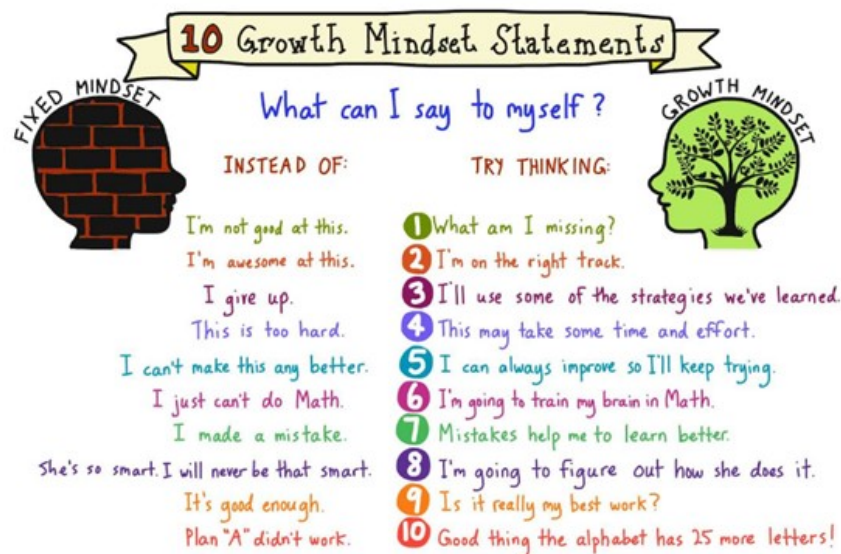 10 Growth Mindset Statements
FIXED MINDSET
What can I say to myself?
GROWTH MINDSET
INSTEAD OF: TRY THINKING:
I'm not good at this. 1 What am I missing?
I'm awesome at this. 2 I'm on the right track.
I give up. 3 I'll use some of the strategies we've learned.
This is too hard. 4 This may take some time and effort.
I can't make this any better. 5 I can always improve so I'll keep trying.
I just can't do Math. 6 I'm going to train my brain in Math.
I made a mistake. 7 Mistakes help me to learn better.
She's so smart. I will never be that smart. 8 I'm going to figure out how she does it.
It's good enough. 9 Is it really my best work?
Plan "A" didn't work. 10 Good thing the alphabet has 25 more letters!